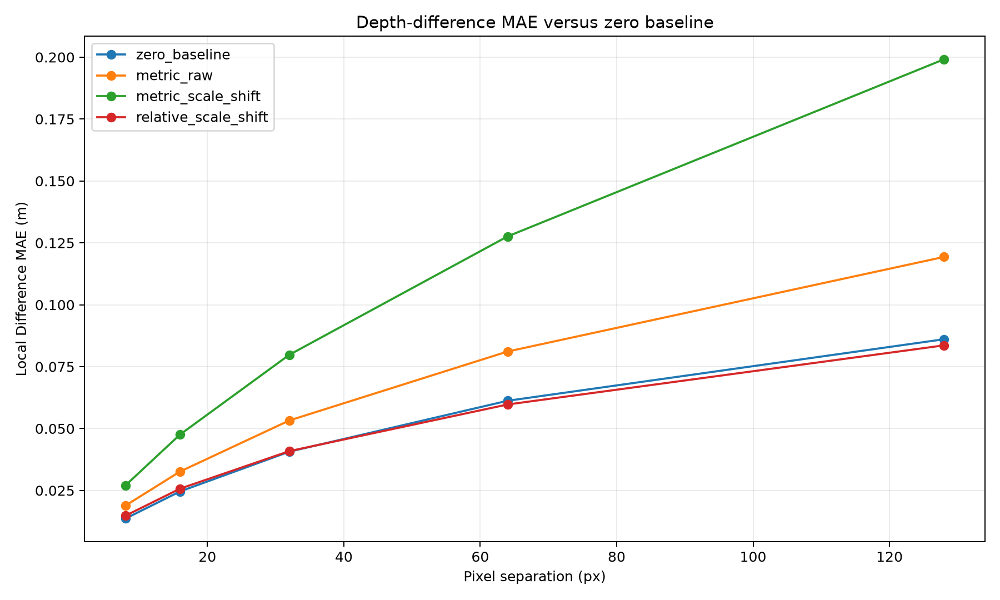 Depth-difference MAE versus zero baseline
zero_baseline
metric_raw
metric_scale_shift
relative_scale_shift
Local Difference MAE (m)
0.200
0.175
0.150
0.125
0.100
0.075
0.050
0.025
20 40 60 80 100 120
Pixel separation (px)